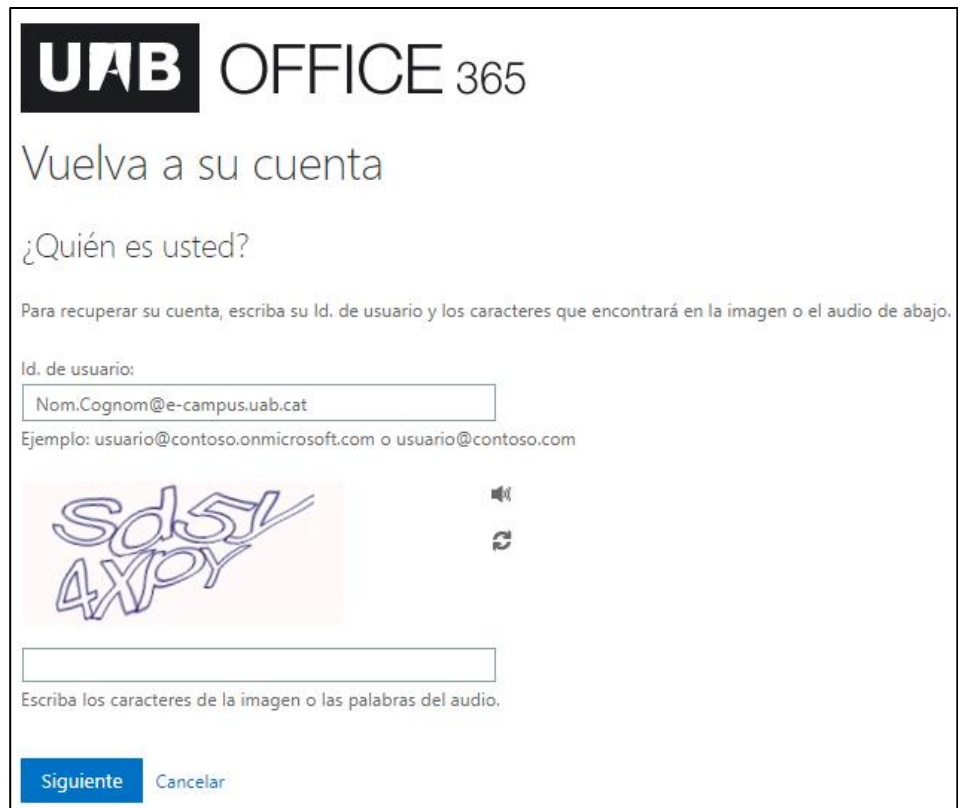 UAB OFFICE 365
Vuelva a su cuenta
¿Quién es usted?
Para recuperar su cuenta, escriba su Id. de usuario y los caracteres que encontrará en la imagen o el audio de abajo.
Id. de usuario:
Nom.Cognom@e-campus.uab.cat
Ejemplo: usuario@contoso.onmicrosoft.com o usuario@contoso.com
Escriba los caracteres de la imagen o las palabras del audio.
Siguiente Cancelar